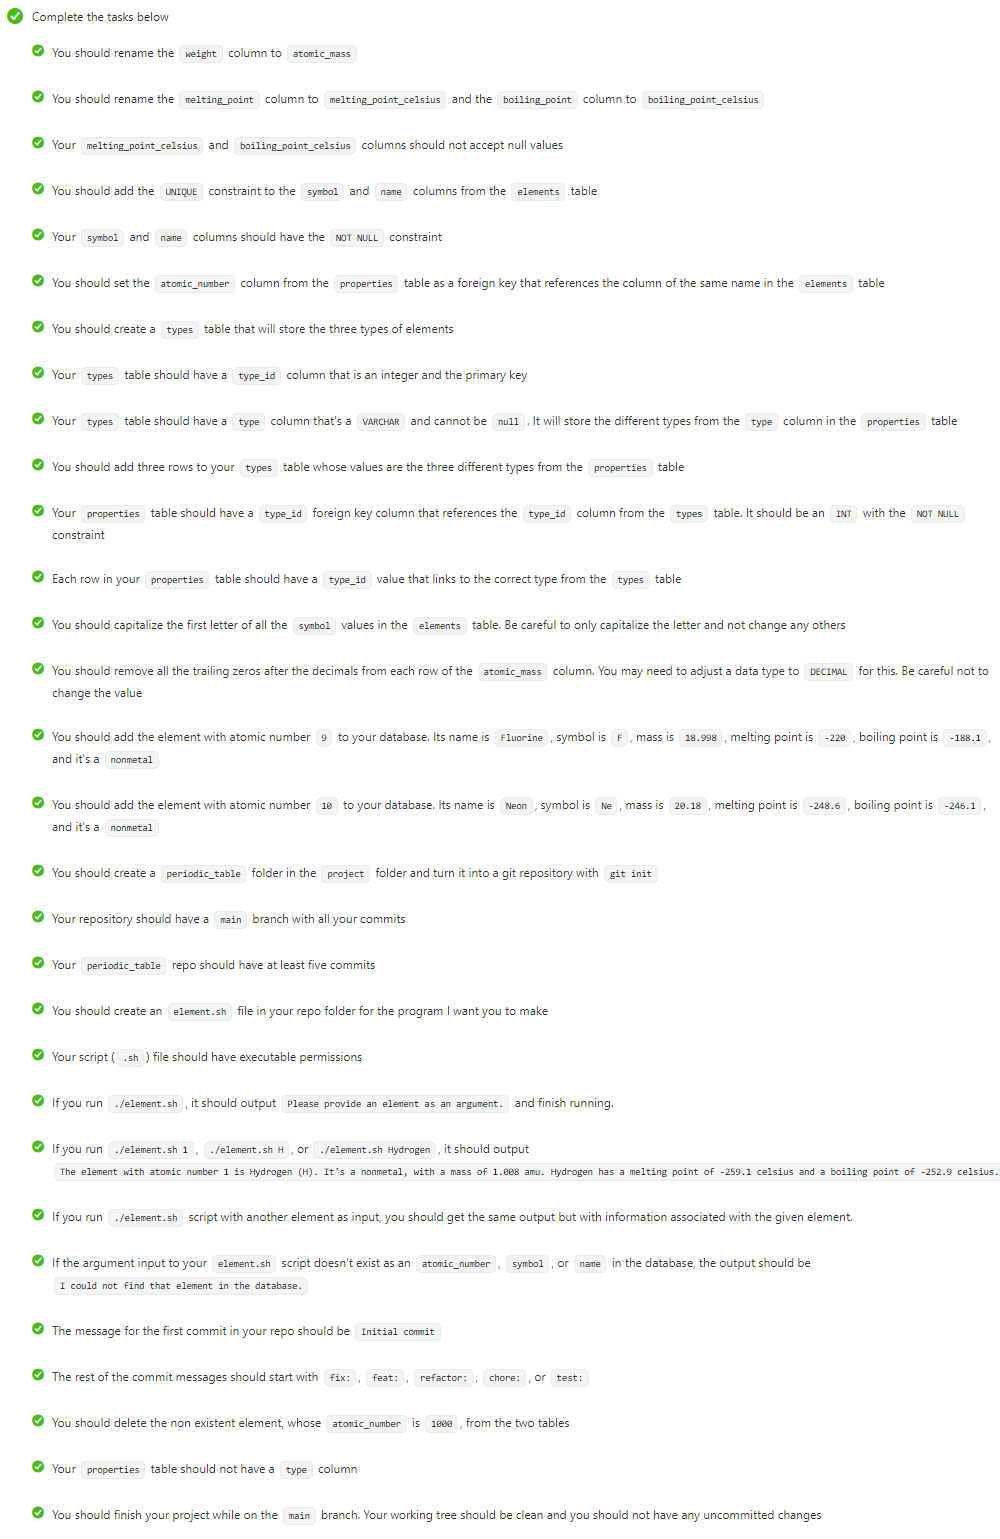 Complete the tasks below
You should rename the weight column to atomic_mass
You should rename the melting_point column to melting_point_celsius and the boiling_point column to boiling_point_celsius
Your melting_point_celsius and boiling_point_celsius columns should not accept null values
You should add the UNIQUE constraint to the symbol and name columns from the elements table
Your symbol and name columns should have the NOT NULL constraint
You should set the atomic_number column from the properties table as a foreign key that references the column of the same name in the elements table
You should create a types table that will store the three types of elements
Your types table should have a type_id column that is an integer and the primary key
Your types table should have a type column that's a VARCHAR and cannot be null. It will store the different types from the type column in the properties table
You should add three rows to your types table whose values are the three different types from the properties table
Your properties table should have a type_id foreign key column that references the type_id column from the types table. It should be an INT with the NOT NULL
constraint
Each row in your properties table should have a type_id value that links to the correct type from the types table
You should capitalize the first letter of all the symbol values in the elements table. Be careful to only capitalize the letter and not change any others
You should remove all the trailing zeros after the decimals from each row of the atomic_mass column. You may need to adjust a data type to DECIMAL for this. Be careful not to
change the value
You should add the element with atomic number 9 to your database. Its name is Fluorine, symbol is F, mass is 18.998, melting point is -220, boiling point is -188.1,
and it's a nonmetal
You should add the element with atomic number 10 to your database. Its name is Neon, symbol is Ne, mass is 20.18, melting point is -248.6, boiling point is -246.1,
and it's a nonmetal
You should create a periodic_table folder in the project folder and turn it into a git repository with git init
Your repository should have a main branch with all your commits
Your periodic_table repo should have at least five commits
You should create an element.sh file in your repo folder for the program I want you to make
Your script (.sh) file should have executable permissions
If you run ./element.sh, it should output Please provide an element as an argument. and finish running.
If you run ./element.sh 1, ./element.sh H, or ./element.sh Hydrogen, it should output
The element with atomic number 1 is Hydrogen (H). It's a nonmetal, with a mass of 1.008 amu. Hydrogen has a melting point of -259.1 celsius and a boiling point of -252.9 celsius.
If you run ./element.sh script with another element as input, you should get the same output but with information associated with the given element.
If the argument input to your element.sh script doesn't exist as an atomic_number, symbol, or name in the database, the output should be
I could not find that element in the database.
The message for the first commit in your repo should be Initial commit
The rest of the commit messages should start with fix:, feat:, refactor:, chore:, or test:
You should delete the non existent element, whose atomic_number is 1000, from the two tables
Your properties table should not have a type column
You should finish your project while on the main branch. Your working tree should be clean and you should not have any uncommitted changes